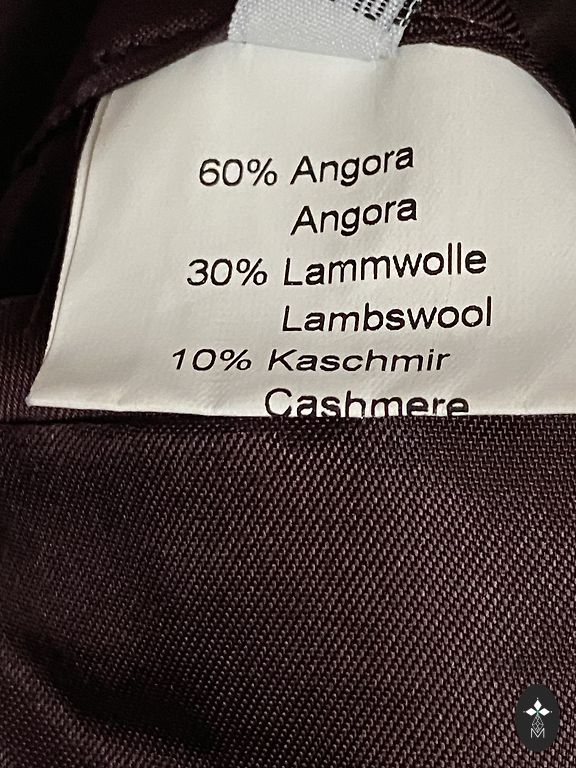 60% Angora
Angora
30% Lammwolle
Lambswool
10% Kaschmir
Cashmere
M